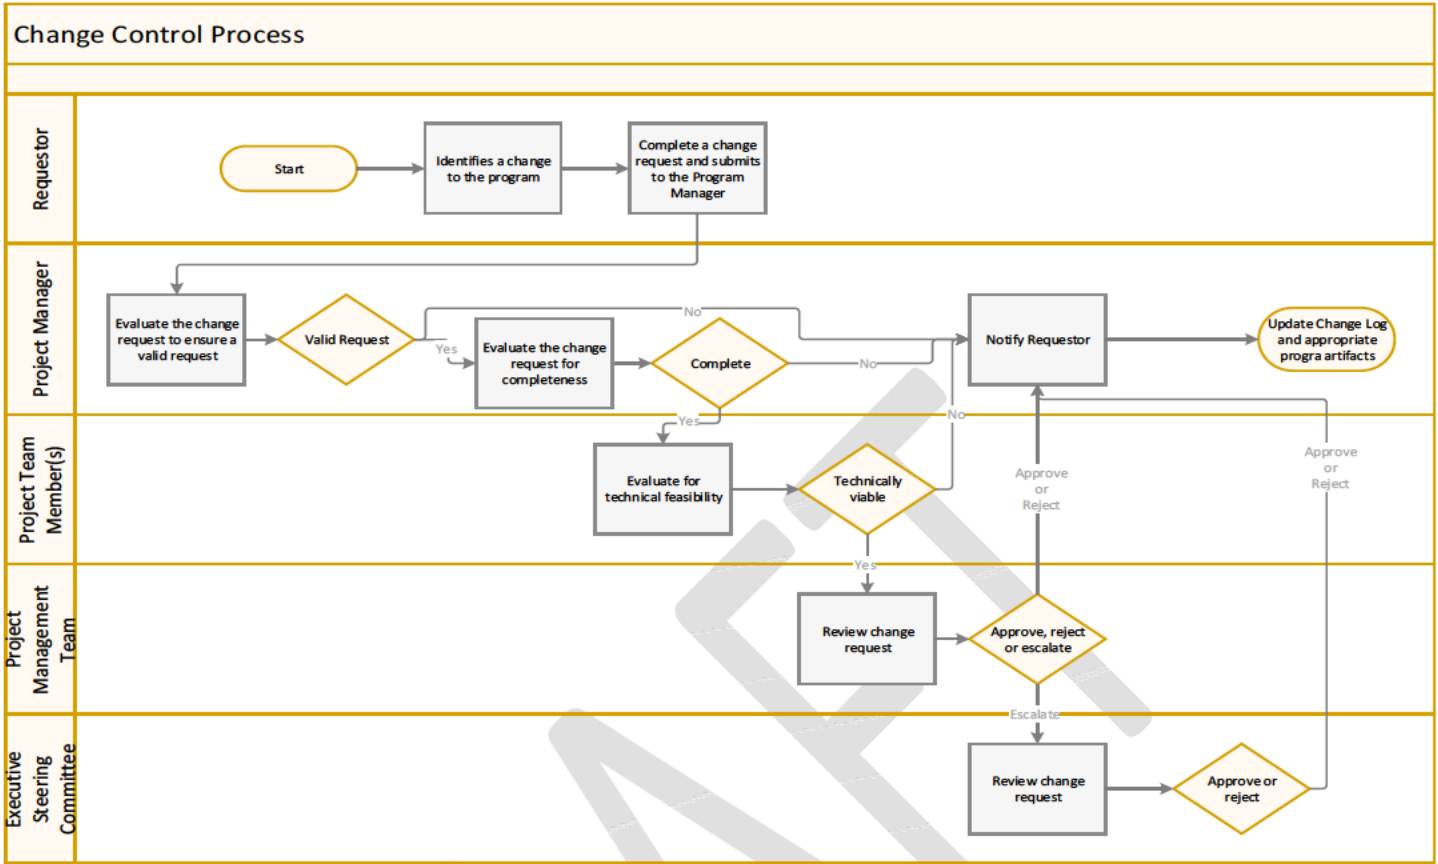 Change Control Process
Requestor
Start
Identifies a change
to the program
Complete a change
request and submits
to the Program
Manager
Project Manager
Evaluate the change
request to ensure a
valid request
Valid Request
No
Yes
Evaluate the change
request for
completeness
Complete
No
Yes
Notify Requestor
Update Change Log
and appropriate
progra artifacts
Project Team
Member(s)
Evaluate for
technical feasibility
Technically
viable
No
Yes
Approve
or
Reject
Approve
or
Reject
Project
Management
Team
Review change
request
Approve, reject
or escalate
Escalate
Executive
Steering
Committee
Review change
request
Approve or
reject